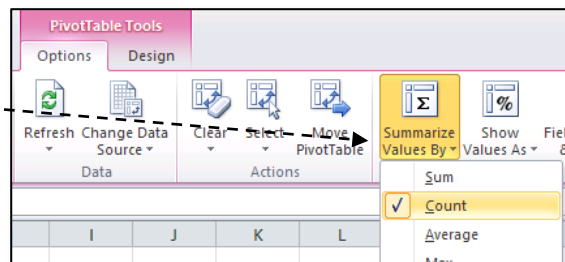 PivotTable Tools
Options Design
Refresh Change Data Source Clear Select Move PivotTable Summarize Values By Show Values As
Data Actions
Sum
Count
Average
I J K L